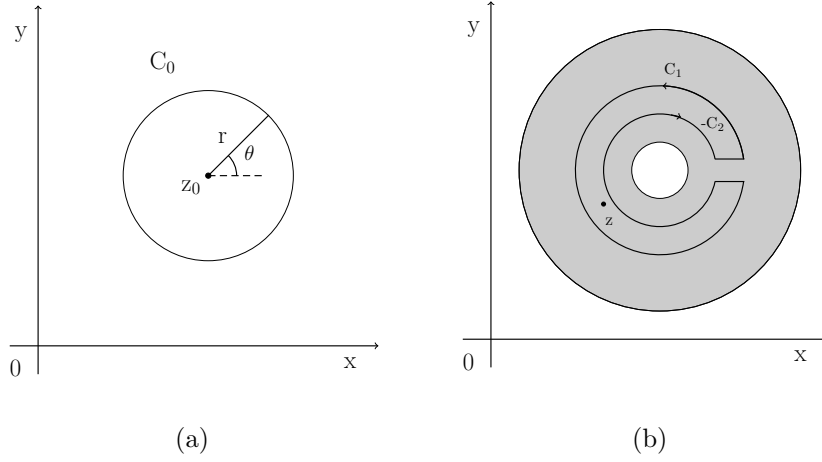 y
C₀
r
θ
z₀
0
x
(a)
y
C₁
-C₂
z
0
x
(b)